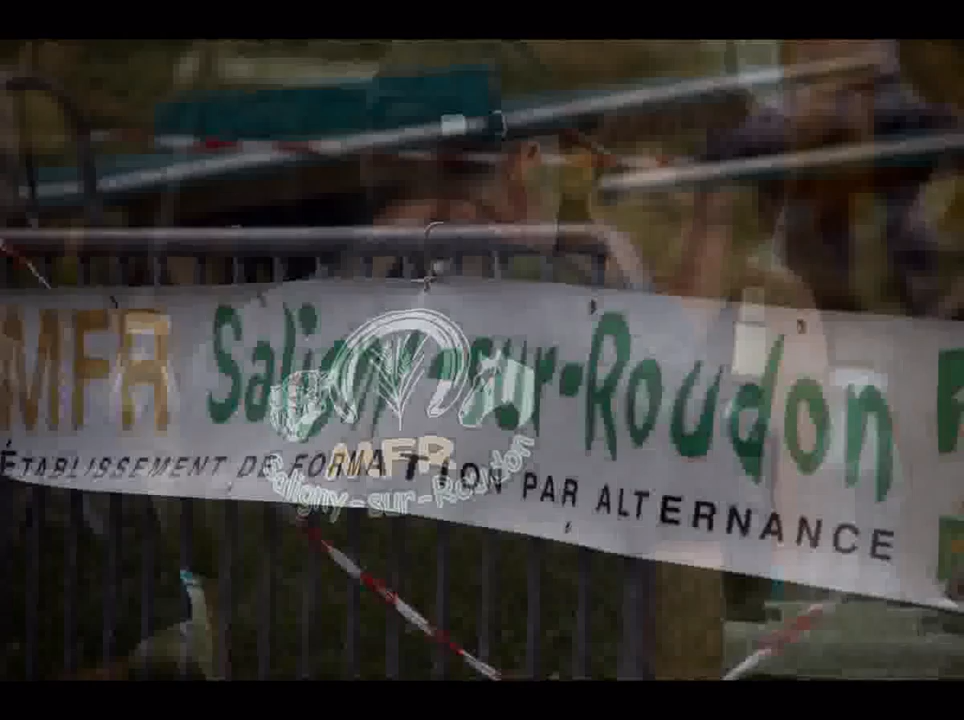 MFR Saligny-sur-Roudon
ÉTABLISSEMENT DE FORMATION PAR ALTERNANCE
MFR
Saligny-sur-Roudon